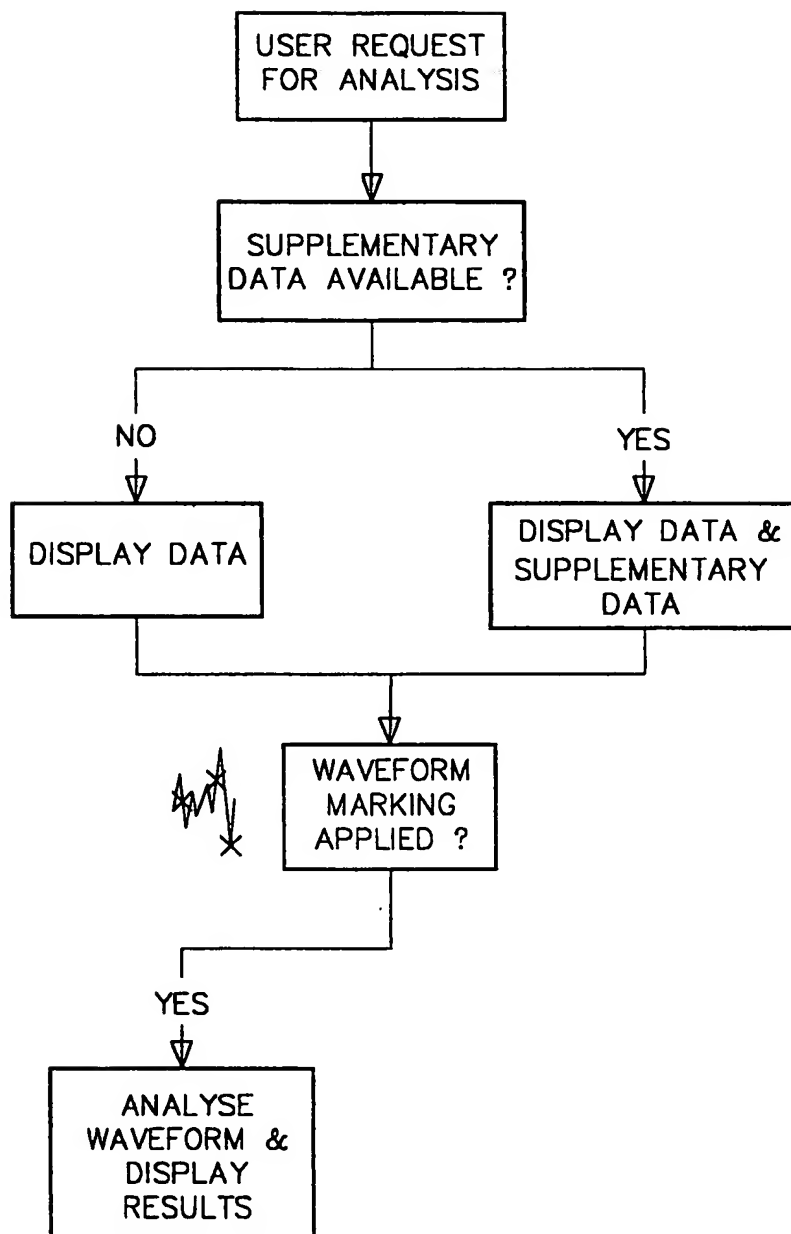 USER REQUEST
FOR ANALYSIS
SUPPLEMENTARY
DATA AVAILABLE ?
NO
YES
DISPLAY DATA
DISPLAY DATA &
SUPPLEMENTARY
DATA
WAVEFORM
MARKING
APPLIED ?
YES
ANALYSE
WAVEFORM &
DISPLAY
RESULTS